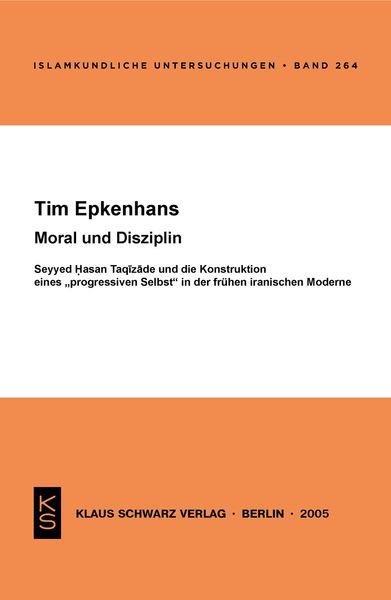 ISLAMKUNDLICHE UNTERSUCHUNGEN • BAND 264
Tim Epkenhans
Moral und Disziplin
Seyyed Ḥasan Taqīzāde und die Konstruktion
eines „progressiven Selbst“ in der frühen iranischen Moderne
KS
KLAUS SCHWARZ VERLAG · BERLIN · 2005